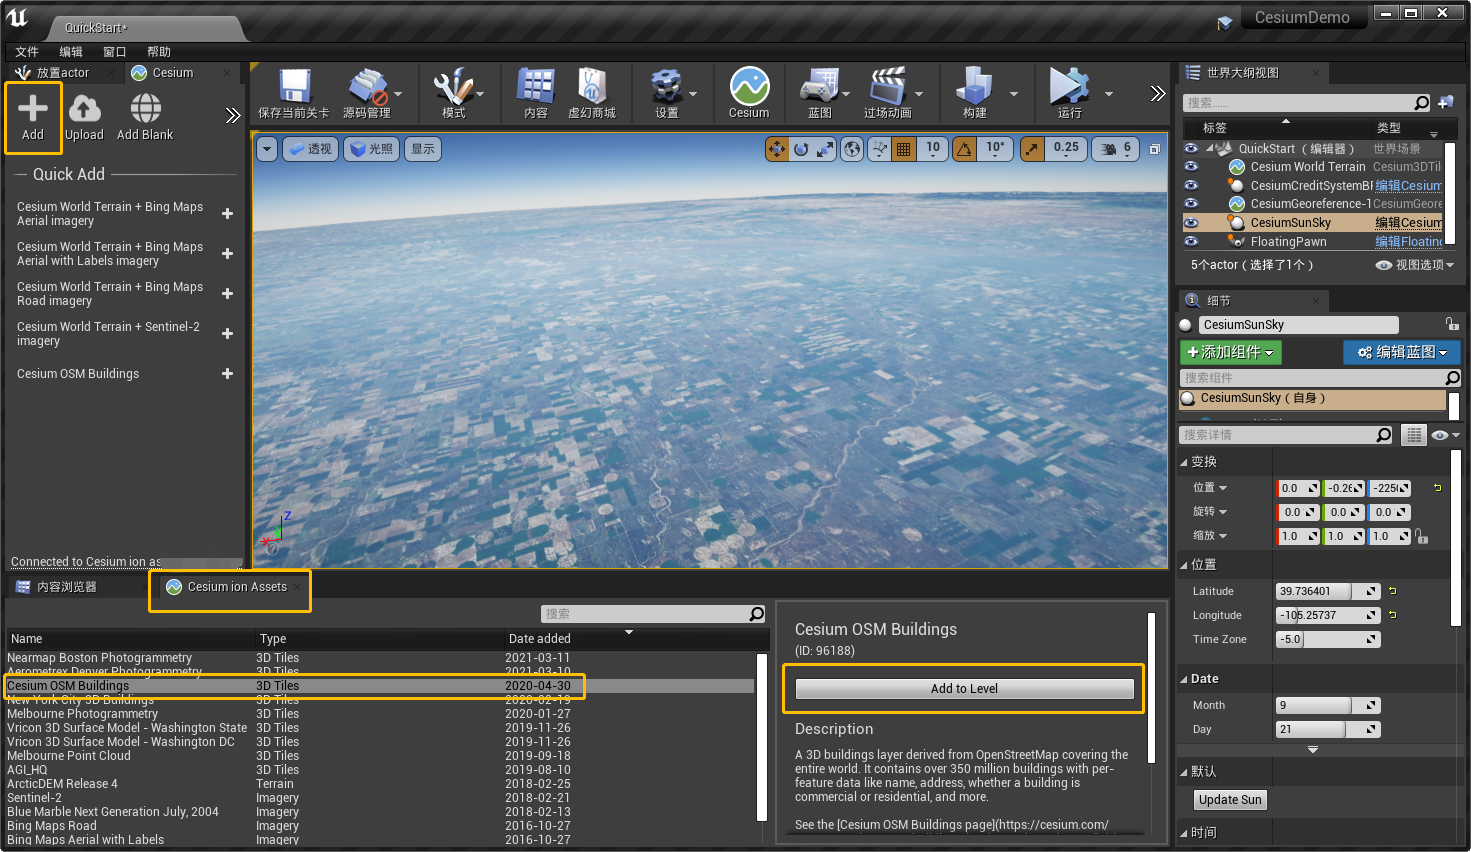 QuickStart*
CesiumDemo
文件 编辑 窗口 帮助
放置actor
Cesium
Add
Upload
Add Blank
保存当前关卡
源码管理
模式
内容
虚幻商城
设置
Cesium
蓝图
过场动画
构建
运行
Quick Add
Cesium World Terrain + Bing Maps
Aerial imagery
Cesium World Terrain + Bing Maps
Aerial with Labels imagery
Cesium World Terrain + Bing Maps
Road imagery
Cesium World Terrain + Sentinel-2
imagery
Cesium OSM Buildings
Connected to Cesium ion as
透视
光照
显示
10
10°
0.25
6
Z
世界大纲视图
搜索......
标签
类型
QuickStart（编辑器） 世界场景
Cesium World Terrain Cesium3DTil
CesiumCreditSystemBl 编辑Cesium
CesiumGeoreference-1 CesiumGeore
CesiumSunSky 编辑Cesium
FloatingPawn 编辑Floating
5个actor（选择了1个）
视图选项
细节
CesiumSunSky
添加组件
编辑蓝图
搜索组件
CesiumSunSky（自身）
搜索详情
变换
位置 0.0 -0.26 -2250
旋转 0.0 0.0 0.0
缩放 1.0 1.0 1.0
位置
Latitude 39.736401
Longitude -105.25737
Time Zone -5.0
Date
Month 9
Day 21
默认
Update Sun
时间
内容浏览器
Cesium ion Assets
搜索
Name Type Date added
Nearmap Boston Photogrammetry 3D Tiles 2021-03-11
Aerometrex Denver Photogrammetry 3D Tiles 2021-03-10
Cesium OSM Buildings 3D Tiles 2020-04-30
New York City 3D Buildings 3D Tiles 2020-02-19
Melbourne Photogrammetry 3D Tiles 2020-01-27
Vricon 3D Surface Model - Washington State 3D Tiles 2019-11-26
Vricon 3D Surface Model - Washington DC 3D Tiles 2019-11-26
Melbourne Point Cloud 3D Tiles 2019-09-18
AGI_HQ 3D Tiles 2019-08-10
ArcticDEM Release 4 Terrain 2018-02-25
Sentinel-2 Imagery 2018-02-21
Blue Marble Next Generation July, 2004 Imagery 2018-02-13
Bing Maps Road Imagery 2016-10-27
Bing Maps Aerial with Labels Imagery 2016-10-27
Cesium OSM Buildings
(ID: 96188)
Add to Level
Description
A 3D buildings layer derived from OpenStreetMap covering the
entire world. It contains over 350 million buildings with per-
feature data like name, address, whether a building is
commercial or residential, and more.
See the [Cesium OSM Buildings page](https://cesium.com/